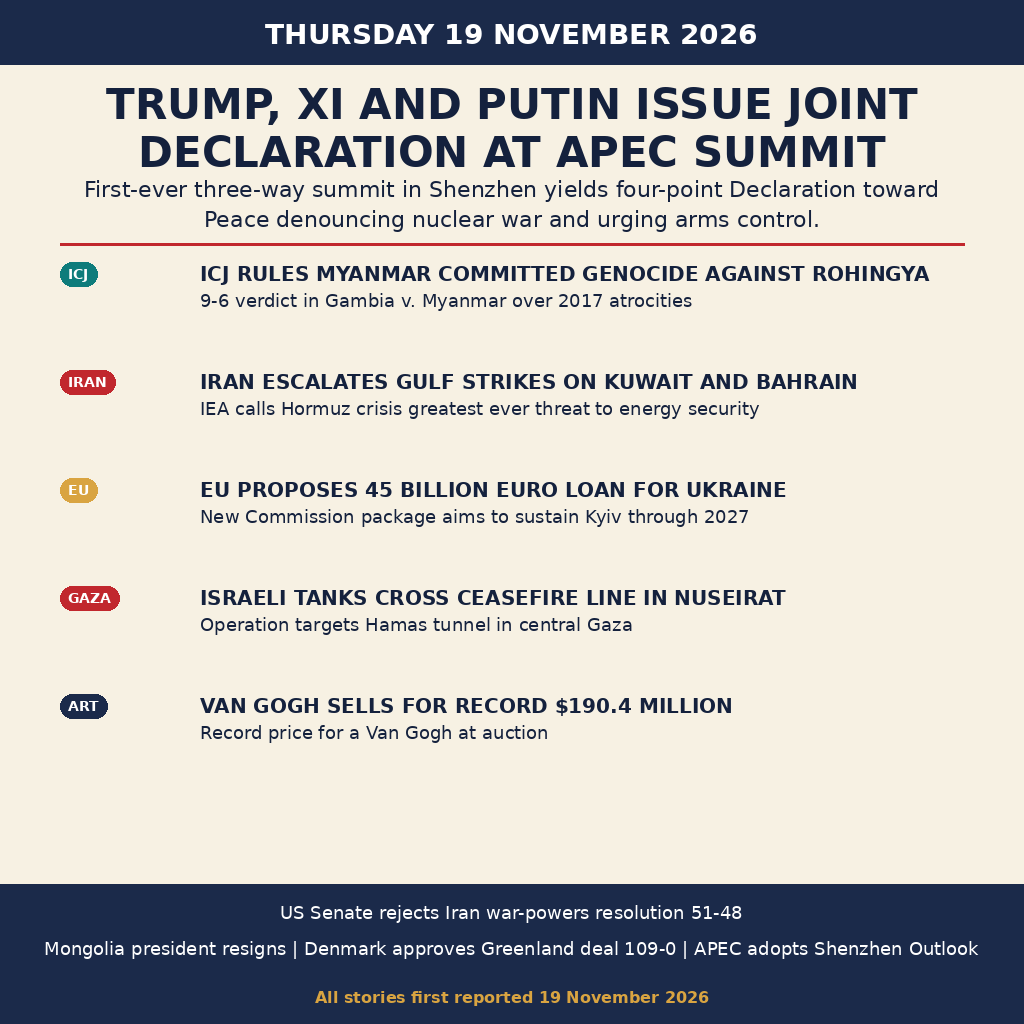 THURSDAY 19 NOVEMBER 2026
TRUMP, XI AND PUTIN ISSUE JOINT
DECLARATION AT APEC SUMMIT
First-ever three-way summit in Shenzhen yields four-point Declaration toward
Peace denouncing nuclear war and urging arms control.
ICJ
ICJ RULES MYANMAR COMMITTED GENOCIDE AGAINST ROHINGYA
9-6 verdict in Gambia v. Myanmar over 2017 atrocities
IRAN
IRAN ESCALATES GULF STRIKES ON KUWAIT AND BAHRAIN
IEA calls Hormuz crisis greatest ever threat to energy security
EU
EU PROPOSES 45 BILLION EURO LOAN FOR UKRAINE
New Commission package aims to sustain Kyiv through 2027
GAZA
ISRAELI TANKS CROSS CEASEFIRE LINE IN NUSEIRAT
Operation targets Hamas tunnel in central Gaza
ART
VAN GOGH SELLS FOR RECORD $190.4 MILLION
Record price for a Van Gogh at auction
US Senate rejects Iran war-powers resolution 51-48
Mongolia president resigns | Denmark approves Greenland deal 109-0 | APEC adopts Shenzhen Outlook
All stories first reported 19 November 2026